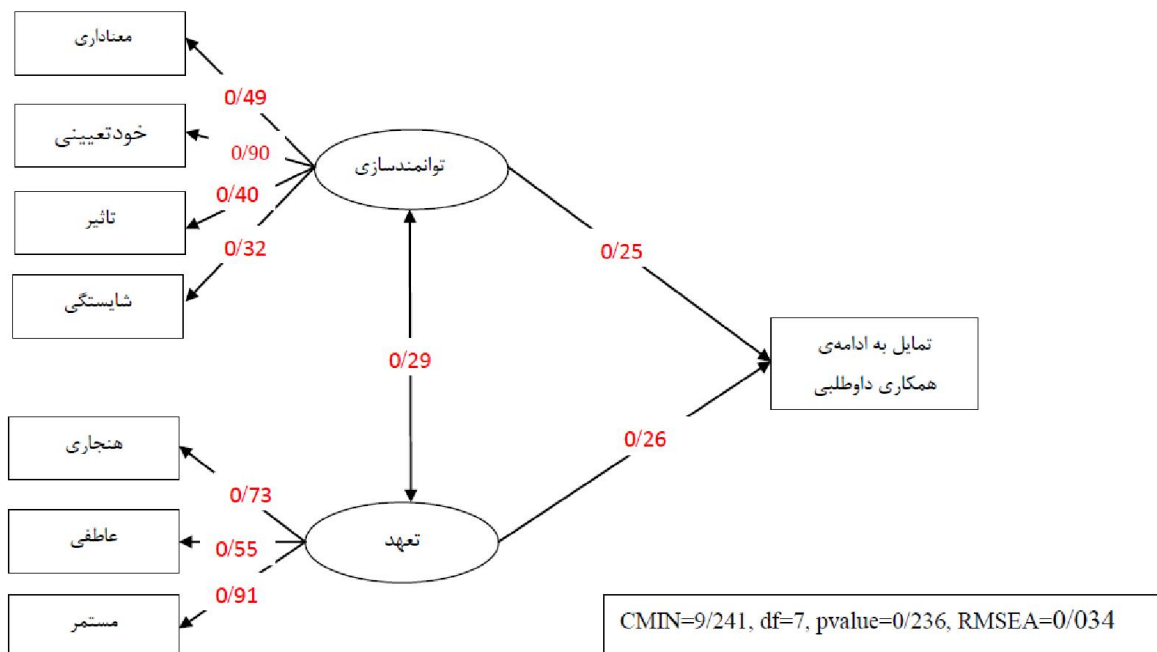 معناداری
0/49
خودتعیینی
0/90
توانمندسازی
تاثیر
0/40
0/32
شایستگی
0/25
0/29
تمایل به ادامه‌ی
همکاری داوطلبی
هنجاری
0/26
0/73
عاطفی
0/55
تعهد
0/91
مستمر
CMIN=9/241, df=7, pvalue=0/236, RMSEA=0/034